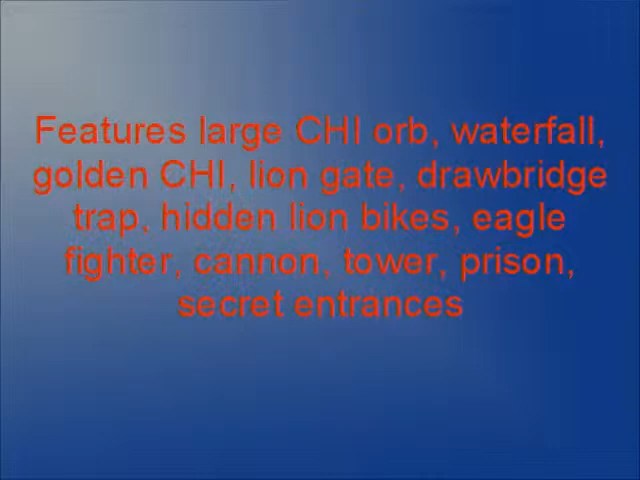 Features large CHI orb, waterfall,
golden CHI, lion gate, drawbridge
trap, hidden lion bikes, eagle
fighter, cannon, tower, prison,
secret entrances